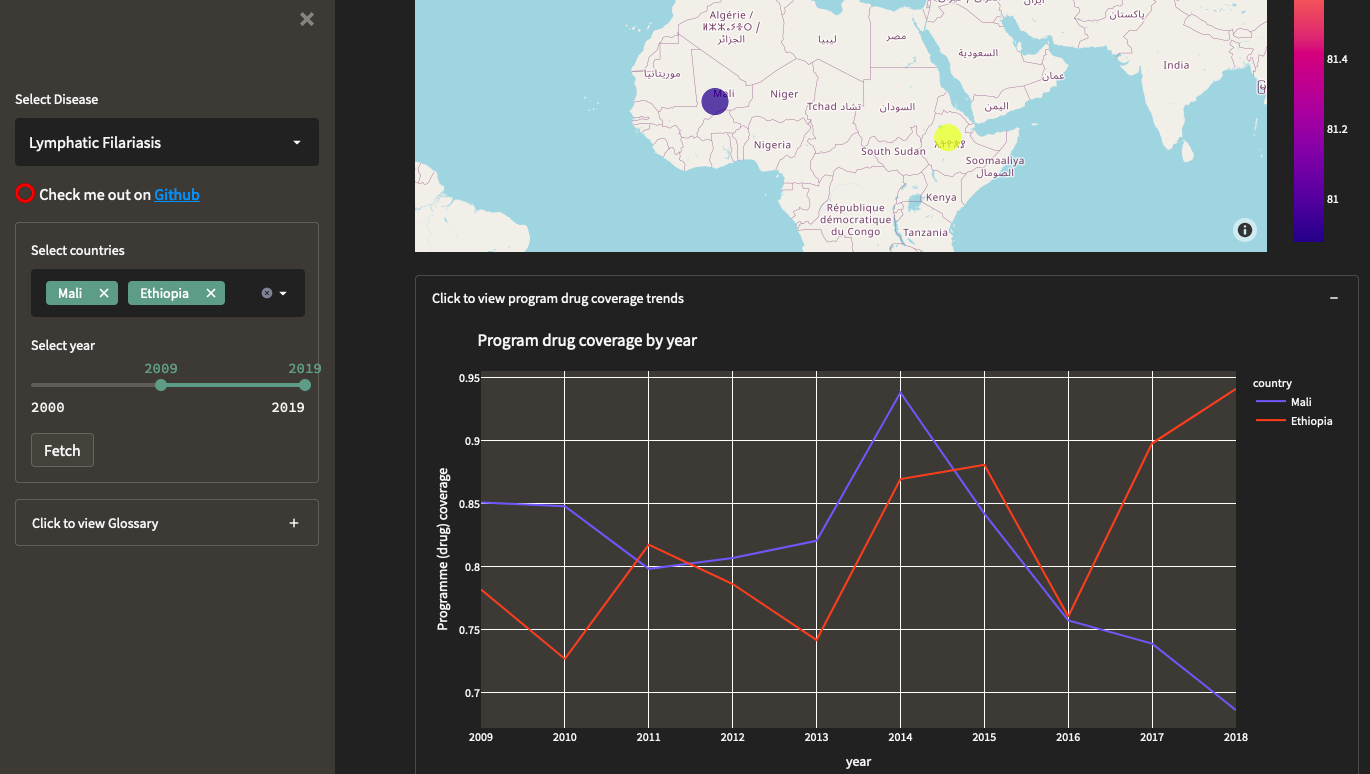 Select Disease
Lymphatic Filariasis
Check me out on Github
Select countries
Mali
Ethiopia
Select year
2009
2019
2000
2019
Fetch
Click to view Glossary
Algérie /
الجزائر
ليبيا
مصر
السعودية
پاکستان
India
عمان
موريتانيا
Mali
Niger
Tchad تشاد
السودان
اليمن
Nigeria
South Sudan
Soomaaliya
الصومال
Kenya
République
démocratique
du Congo
Tanzania
81.4
81.2
81
Click to view program drug coverage trends
Program drug coverage by year
0.95
0.9
0.85
0.8
0.75
0.7
Programme (drug) coverage
2009
2010
2011
2012
2013
2014
2015
2016
2017
2018
year
country
Mali
Ethiopia